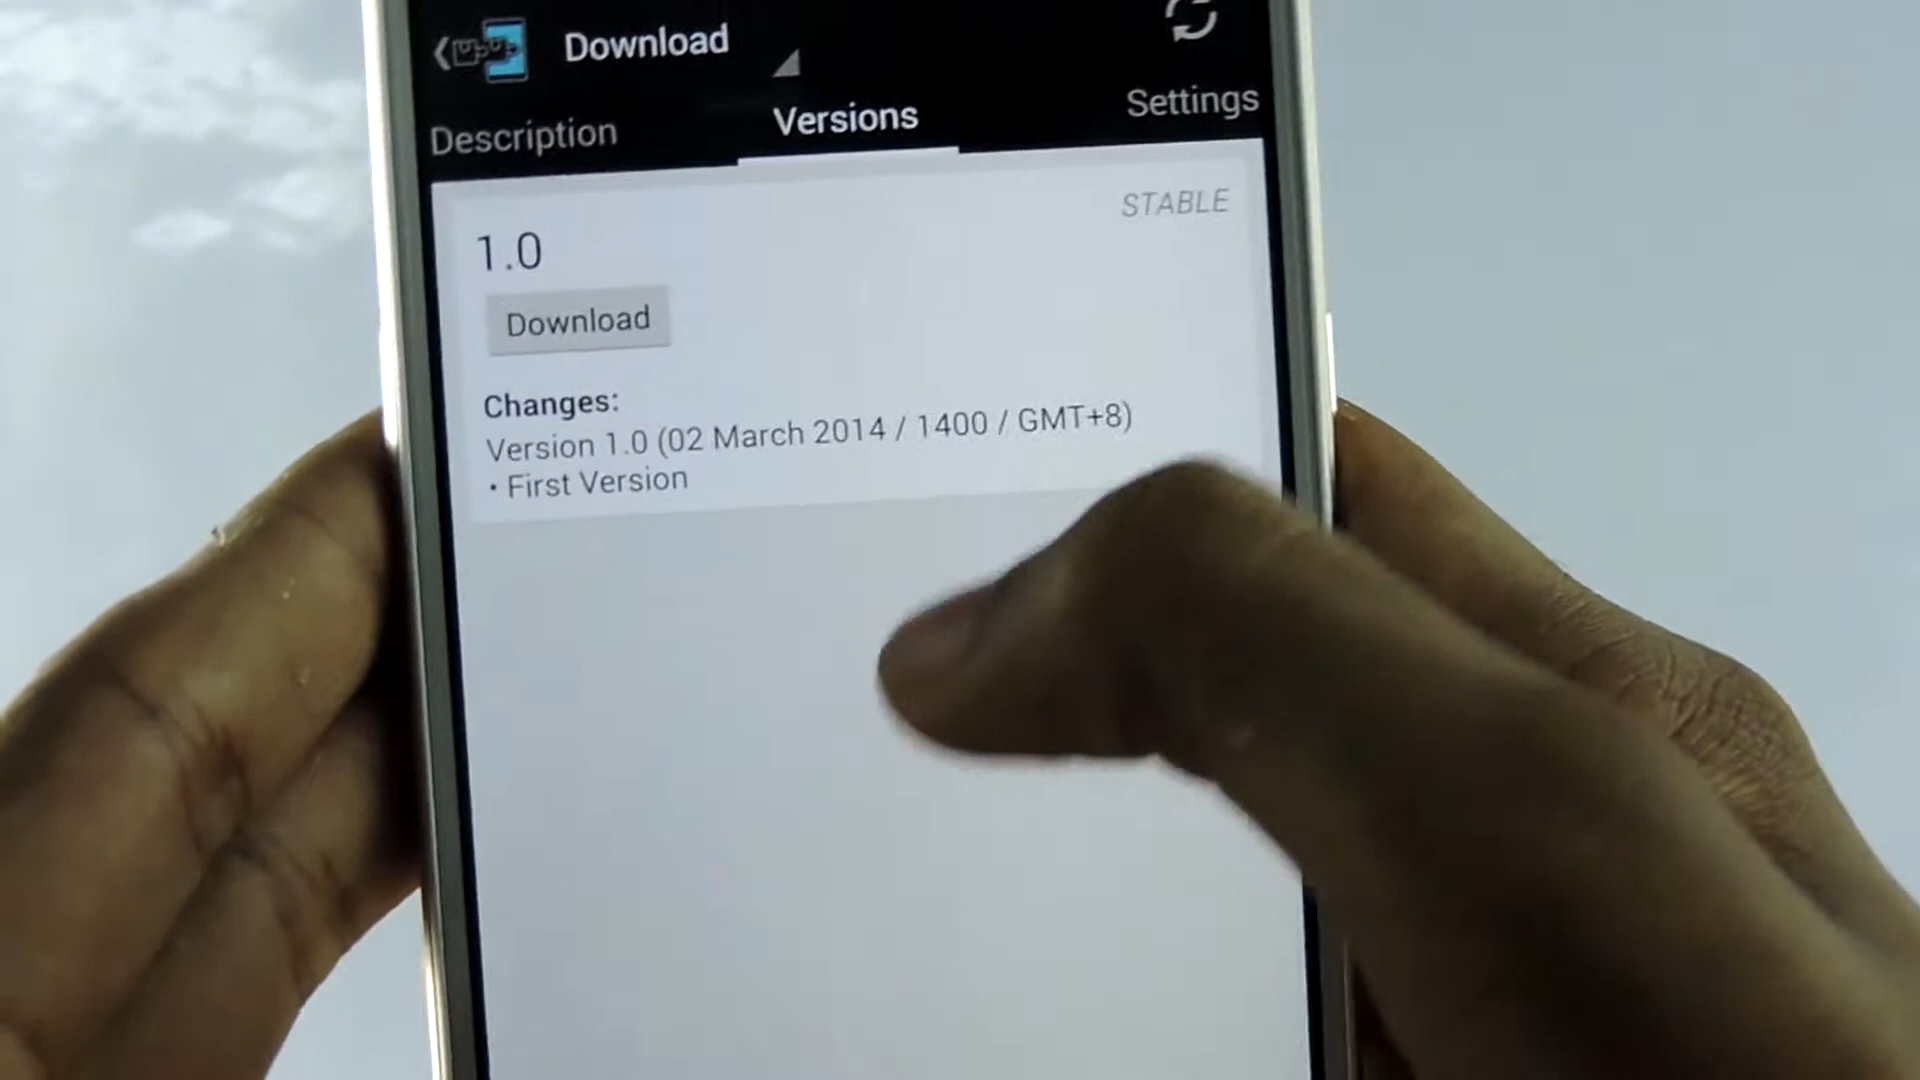 Download
Description
Versions
Settings
STABLE
1.0
Download
Changes:
Version 1.0 (02 March 2014 / 1400 / GMT+8)
• First Version